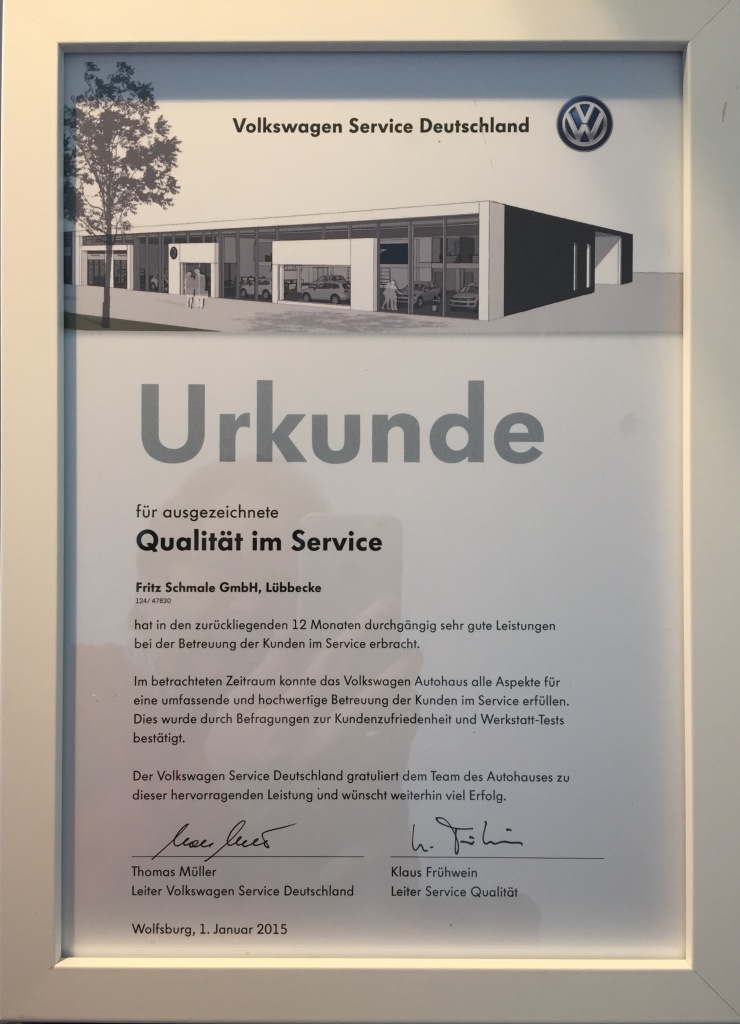 Volkswagen Service Deutschland
Urkunde
für ausgezeichnete
Qualität im Service
Fritz Schmale GmbH, Lübbecke
124/ 47830
hat in den zurückliegenden 12 Monaten durchgängig sehr gute Leistungen
bei der Betreuung der Kunden im Service erbracht.
Im betrachteten Zeitraum konnte das Volkswagen Autohaus alle Aspekte für
eine umfassende und hochwertige Betreuung der Kunden im Service erfüllen.
Dies wurde durch Befragungen zur Kundenzufriedenheit und Werkstatt-Tests
bestätigt.
Der Volkswagen Service Deutschland gratuliert dem Team des Autohauses zu
dieser hervorragenden Leistung und wünscht weiterhin viel Erfolg.
Thomas Müller
Leiter Volkswagen Service Deutschland
Klaus Frühwein
Leiter Service Qualität
Wolfsburg, 1. Januar 2015